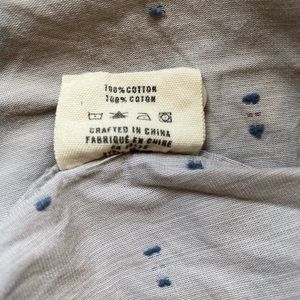 100% COTTON
100% COTON
CRAFTED IN CHINA
FABRIQUÉ EN CHINE